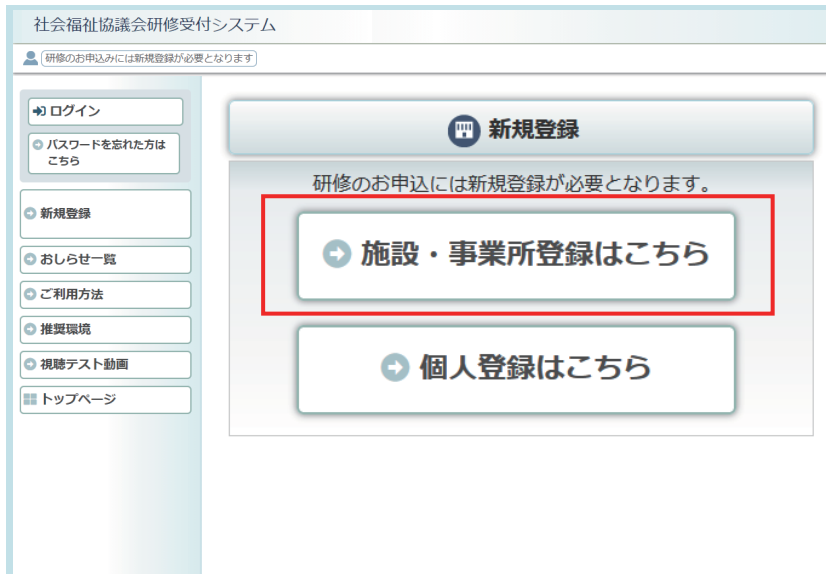 社会福祉協議会研修受付システム
研修のお申込みには新規登録が必要となります
ログイン
パスワードを忘れた方は
こちら
新規登録
おしらせ一覧
ご利用方法
推奨環境
視聴テスト動画
トップページ
新規登録
研修のお申込には新規登録が必要となります。
施設・事業所登録はこちら
個人登録はこちら